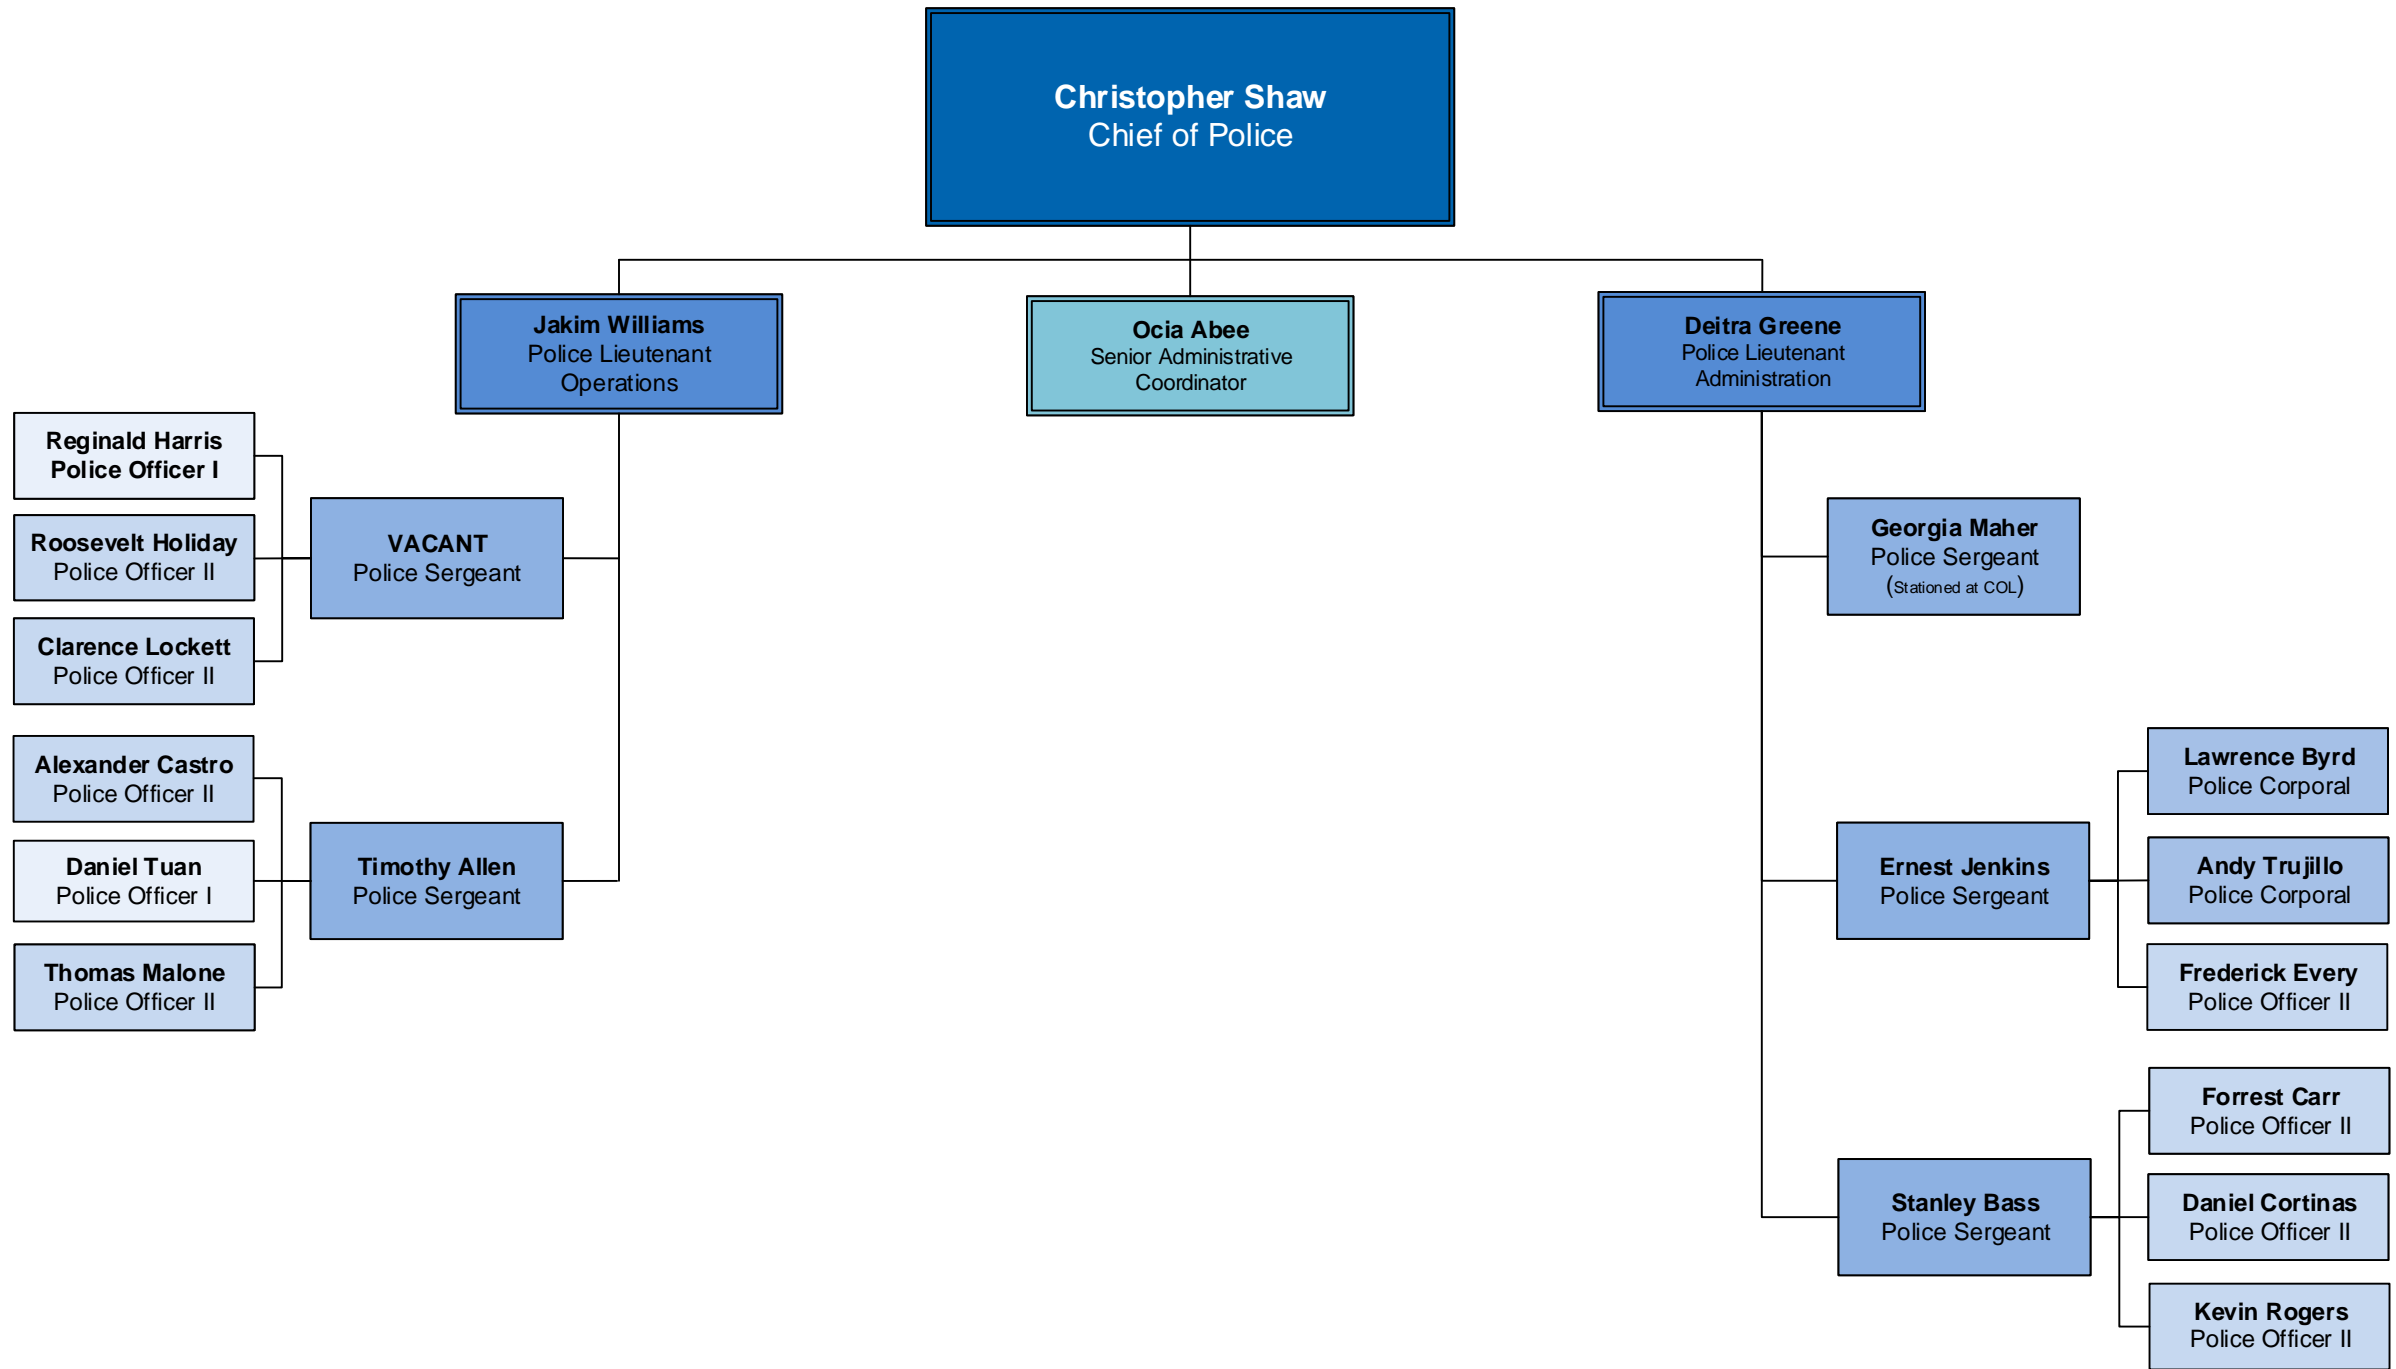 Christopher Shaw
Chief of Police
Jakim Williams
Police Lieutenant
Operations
Ocia Abee
Senior Administrative
Coordinator
Deitra Greene
Police Lieutenant
Administration
Reginald Harris
Police Officer I
Roosevelt Holiday
Police Officer II
Clarence Lockett
Police Officer II
VACANT
Police Sergeant
Alexander Castro
Police Officer II
Daniel Tuan
Police Officer I
Thomas Malone
Police Officer II
Timothy Allen
Police Sergeant
Georgia Maher
Police Sergeant
(Stationed at COL)
Ernest Jenkins
Police Sergeant
Lawrence Byrd
Police Corporal
Andy Trujillo
Police Corporal
Frederick Every
Police Officer II
Stanley Bass
Police Sergeant
Forrest Carr
Police Officer II
Daniel Cortinas
Police Officer II
Kevin Rogers
Police Officer II